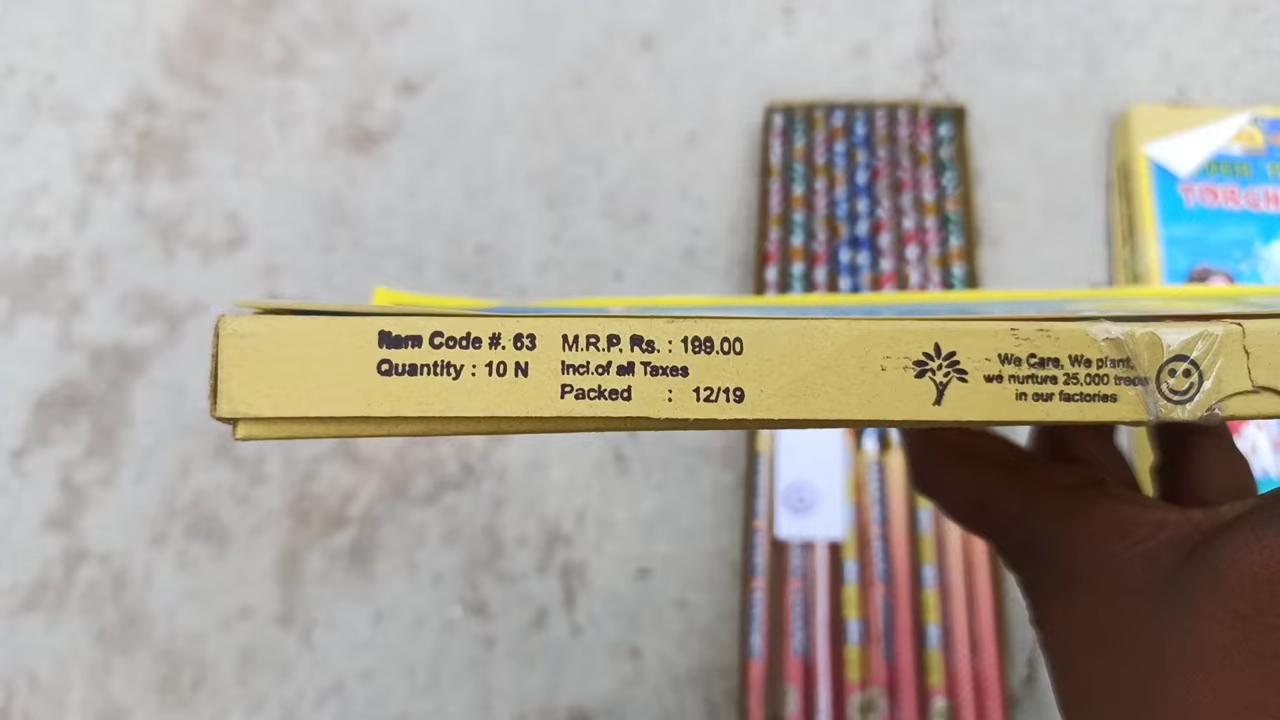 Item Code #. 63
Quantity : 10 N
M.R.P. Rs. : 199.00
Incl.of all Taxes
Packed : 12/19
We Care, We plant,
we nurture 25,000 trees
in our factories
TORCH